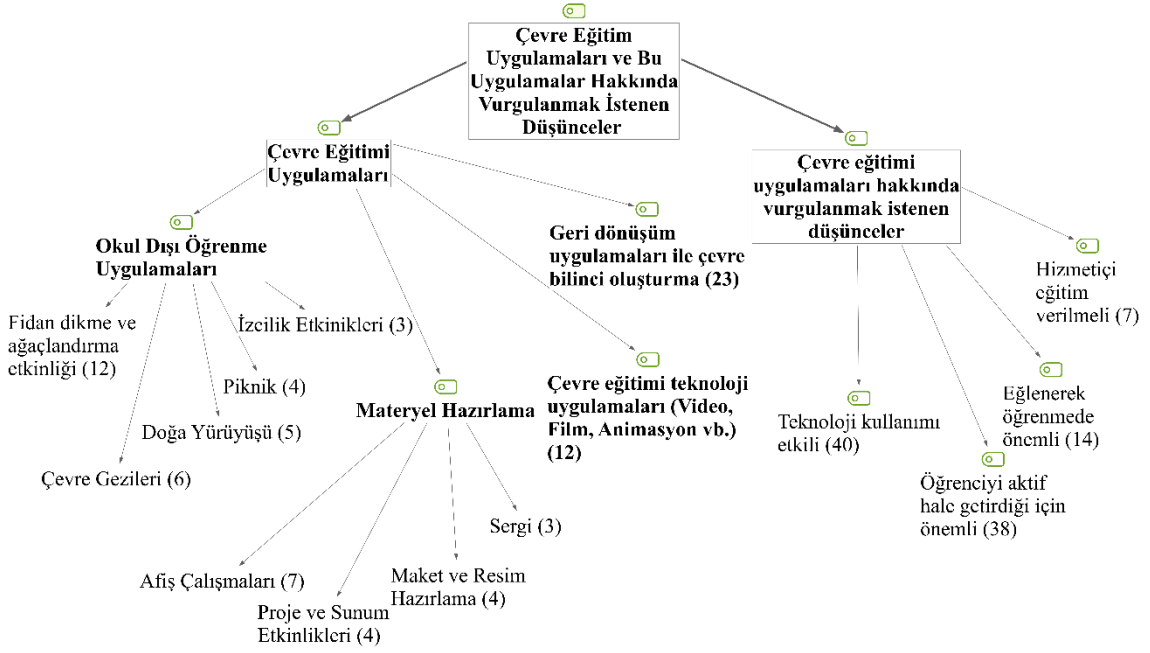 Çevre Eğitim
Uygulamaları ve Bu
Uygulamalar Hakkında
Vurgulanmak İstenen
Düşünceler
Çevre Eğitimi
Uygulamaları
Çevre eğitimi
uygulamaları hakkında
vurgulanmak istenen
düşünceler
Okul Dışı Öğrenme
Uygulamaları
Geri dönüşüm
uygulamaları ile çevre
bilinci oluşturma (23)
Hizmetiçi
eğitim
verilmeli (7)
Fidan dikme ve
ağaçlandırma
etkinliği (12)
İzcilik Etkinikleri (3)
Piknik (4)
Doğa Yürüyüşü (5)
Çevre Gezileri (6)
Materyel Hazırlama
Çevre eğitimi teknoloji
uygulamaları (Video,
Film, Animasyon vb.)
(12)
Teknoloji kullanımı
etkili (40)
Eğlenerek
öğrenmede
önemli (14)
Öğrenciyi aktif
hale getirdiği için
önemli (38)
Sergi (3)
Afiş Çalışmaları (7)
Maket ve Resim
Hazırlama (4)
Proje ve Sunum
Etkinlikleri (4)